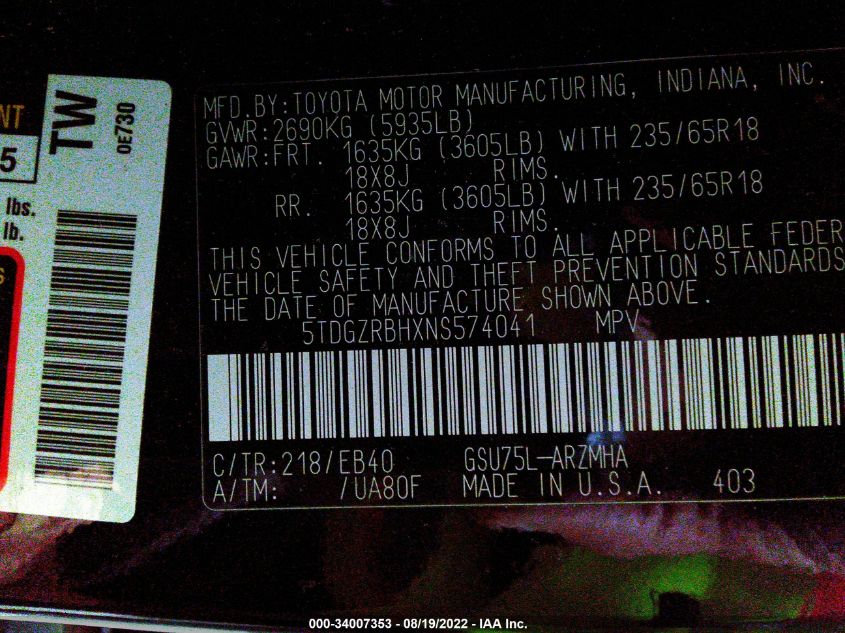 NT
5
lbs.
lb.
S
TW
0E730
MFD.BY:TOYOTA MOTOR MANUFACTURING, INDIANA, INC.
GVWR:2690KG (5935LB)
GAWR:FRT. 1635KG (3605LB) WITH 235/65R18
18X8J RIMS.
RR. 1635KG (3605LB) WITH 235/65R18
18X8J RIMS.
THIS VEHICLE CONFORMS TO ALL APPLICABLE FEDER
VEHICLE SAFETY AND THEFT PREVENTION STANDARDS
THE DATE OF MANUFACTURE SHOWN ABOVE.
5TDGZRBHXNS574041 MPV
C/TR:218/EB40 GSU75L-ARZMHA
A/TM: /UA80F MADE IN U.S.A. 403
000-34007353 - 08/19/2022 - IAA Inc.